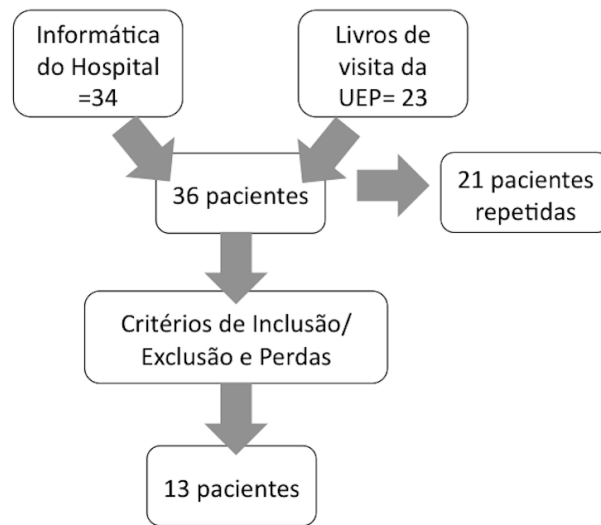 Informática
do Hospital
=34
Livros de
visita da
UEP= 23
36 pacientes
21 pacientes
repetidas
Critérios de Inclusão/
Exclusão e Perdas
13 pacientes